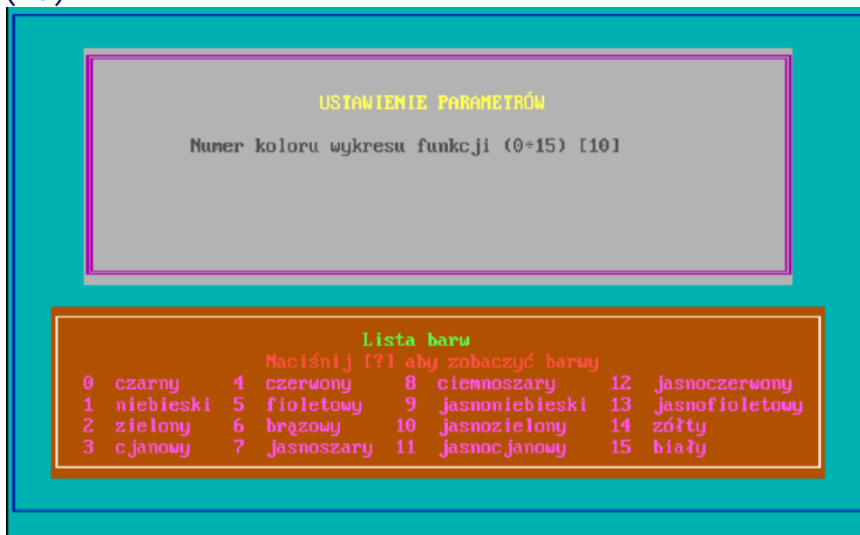 USTAWIENIE PARAMETRÓW
Numer koloru wykresu funkcji (0÷15) [10]
Lista barw
Naciśnij [?] aby zobaczyć barwy
0 czarny 4 czerwony 8 ciemnoszary 12 jasnoczerwony
1 niebieski 5 fioletowy 9 jasnoniebieski 13 jasnofioletowy
2 zielony 6 brązowy 10 jasnozielony 14 żółty
3 cjanowy 7 jasnoszary 11 jasnocjanowy 15 biały